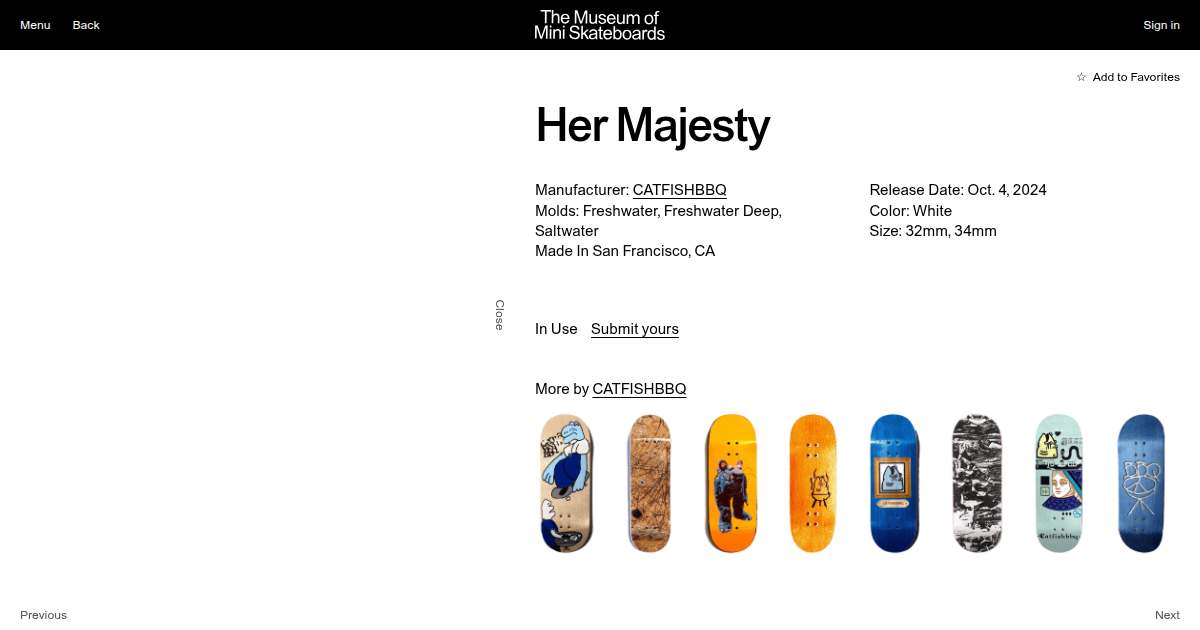 Menu
Back
The Museum of
Mini Skateboards
Sign in
☆ Add to Favorites
Her Majesty
Manufacturer: CATFISHBBQ
Molds: Freshwater, Freshwater Deep,
Saltwater
Made In San Francisco, CA
Release Date: Oct. 4, 2024
Color: White
Size: 32mm, 34mm
Close
In Use
Submit yours
More by CATFISHBBQ
BBQ
Catfishbbq
Previous
Next